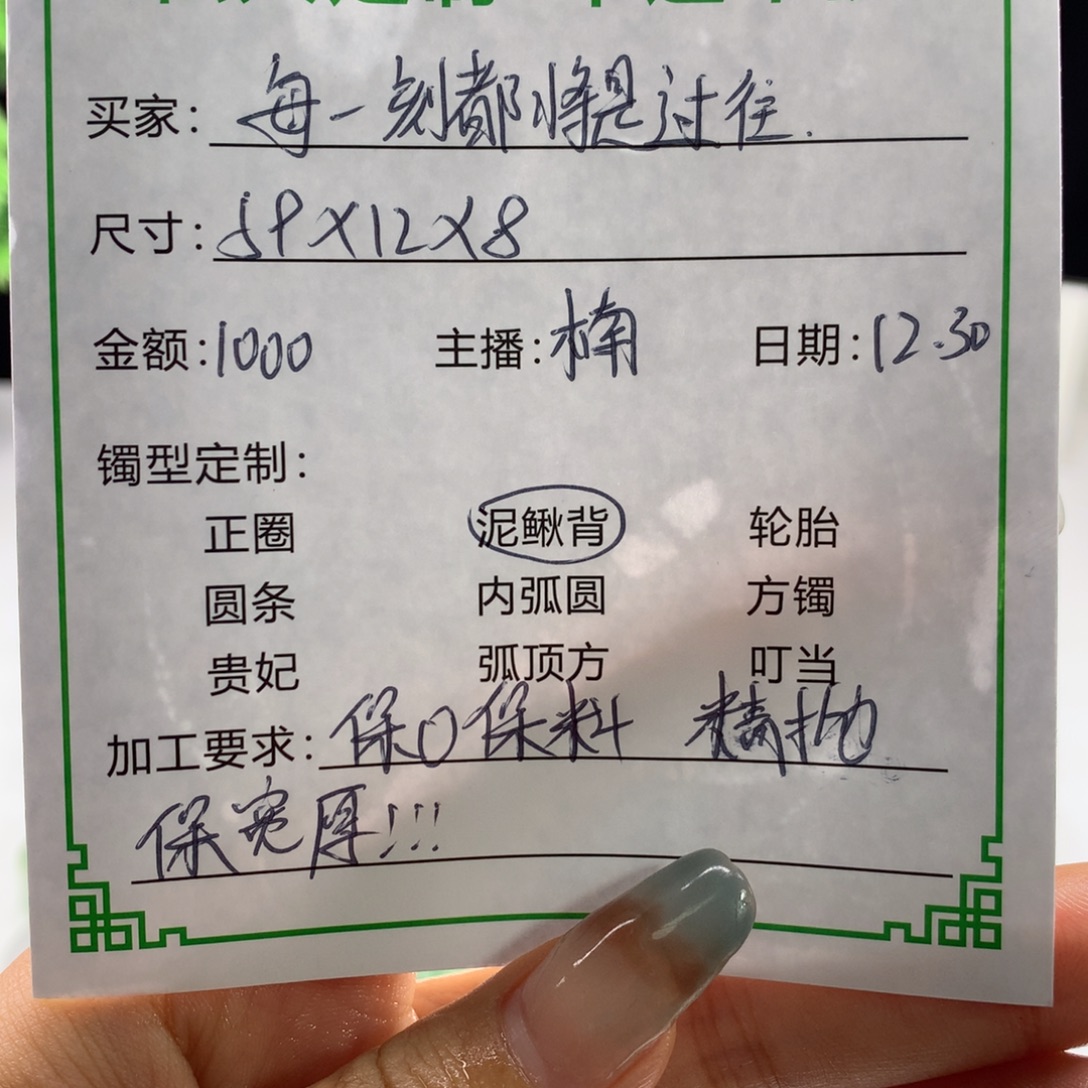 买家：每一刻都将是过往.
尺寸：59X12X8
金额：1000 主播：楠 日期：12.30
镯型定制：
正圈 泥鳅背 轮胎
圆条 内弧圆 方镯
贵妃 弧顶方 叮当
加工要求：保口保料 精抛
保宽厚!!!